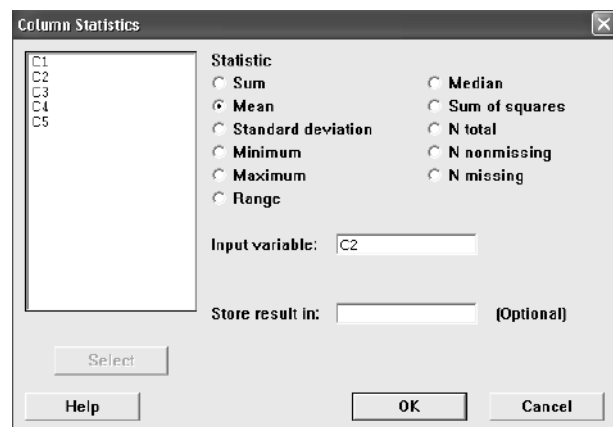 Column Statistics
C1
C2
C3
C4
C5
Statistic
Sum
Mean
Standard deviation
Minimum
Maximum
Range
Median
Sum of squares
N total
N nonmissing
N missing
Input variable: C2
Store result in: (Optional)
Select
Help OK Cancel